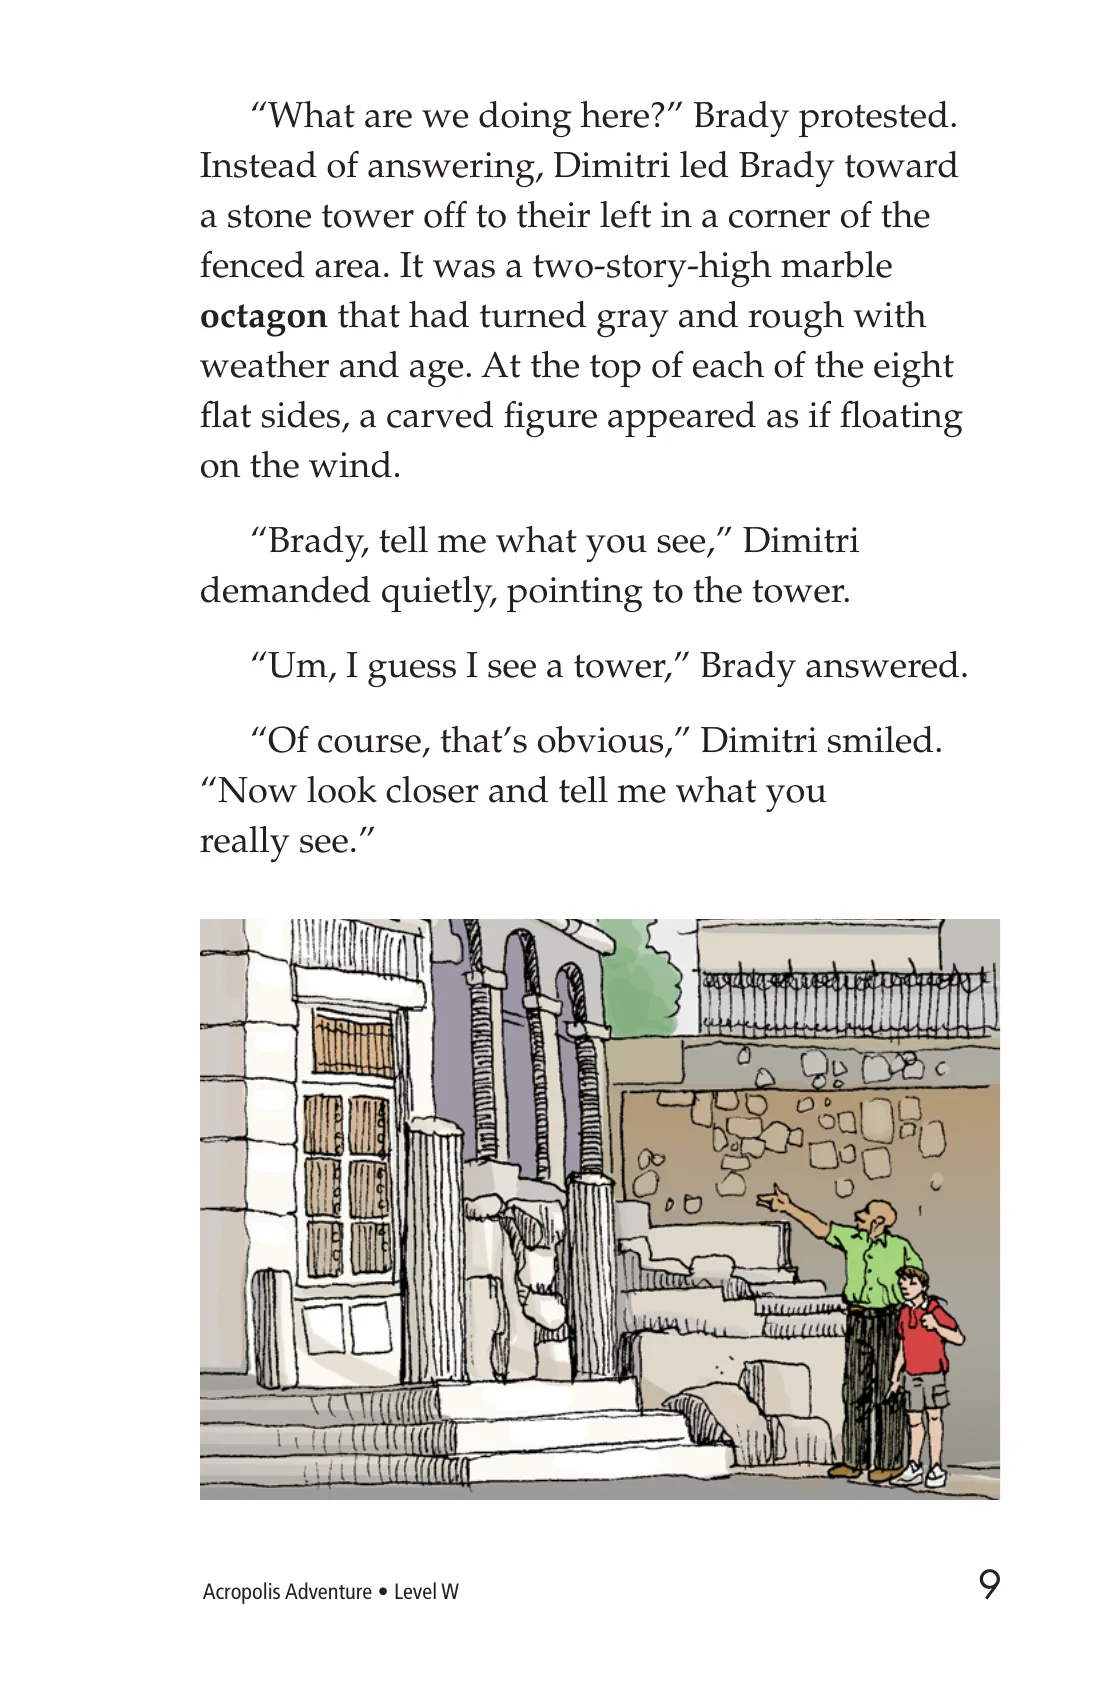 “What are we doing here?” Brady protested.
Instead of answering, Dimitri led Brady toward
a stone tower off to their left in a corner of the
fenced area. It was a two-story-high marble
octagon that had turned gray and rough with
weather and age. At the top of each of the eight
flat sides, a carved figure appeared as if floating
on the wind.
“Brady, tell me what you see,” Dimitri
demanded quietly, pointing to the tower.
“Um, I guess I see a tower,” Brady answered.
“Of course, that’s obvious,” Dimitri smiled.
“Now look closer and tell me what you
really see.”
Acropolis Adventure • Level W
9